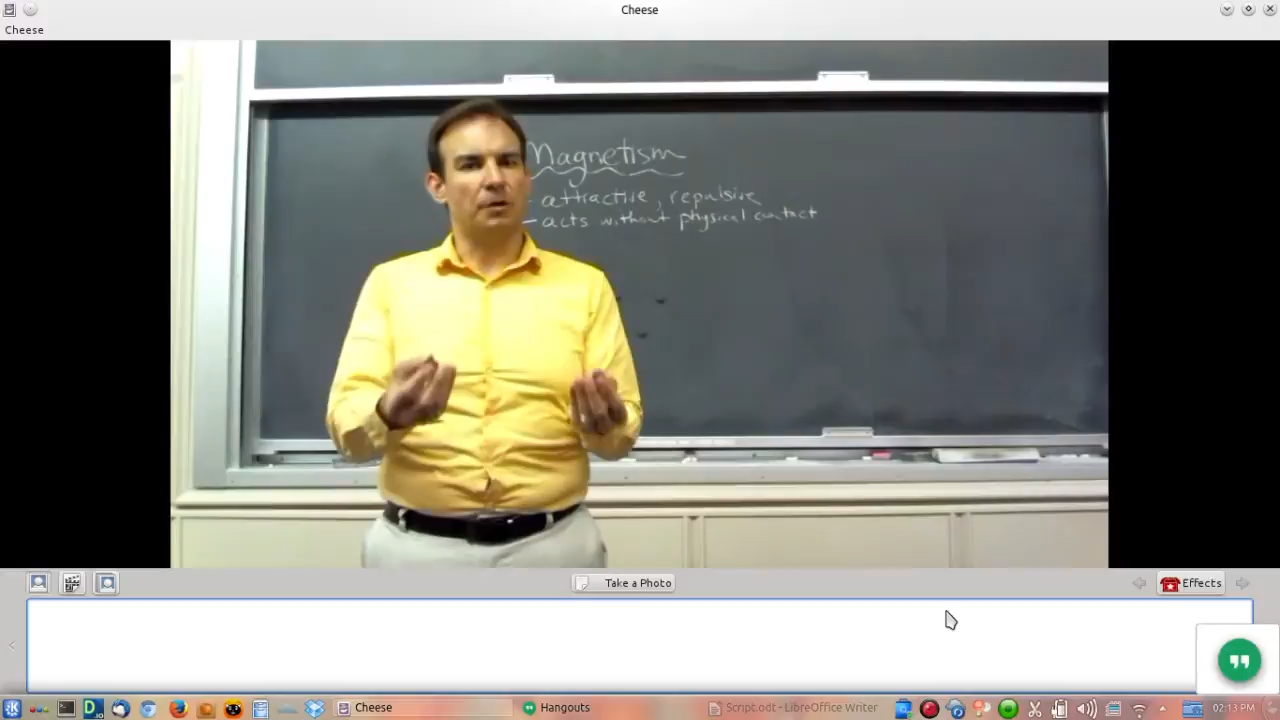 Cheese
Cheese
Magnetism
- attractive, repulsive
- acts without physical contact
Take a Photo
Effects
Cheese
Hangouts
Script.odt - LibreOffice Writer
02:13 PM